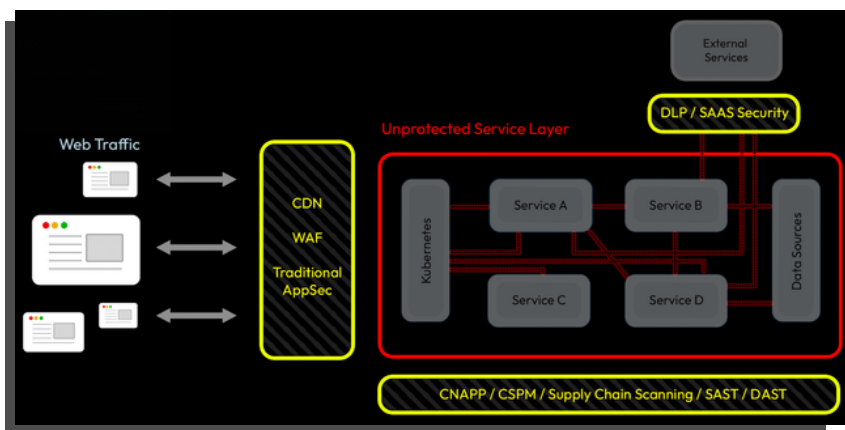 External
Services
DLP / SAAS Security
Unprotected Service Layer
Web Traffic
CDN
WAF
Traditional
AppSec
Kubernetes
Service A
Service B
Service C
Service D
Data Sources
CNAPP / CSPM / Supply Chain Scanning / SAST / DAST